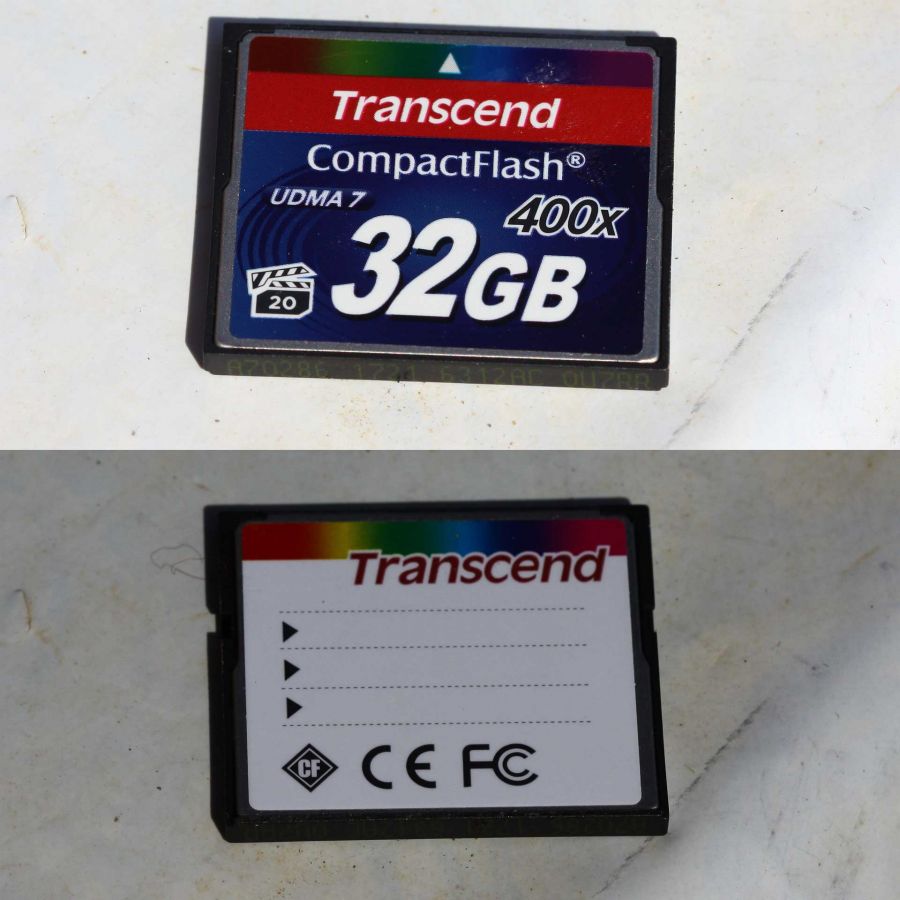 Transcend
CompactFlash®
UDMA 7
400x
32GB
20
Transcend
CF
CE FC